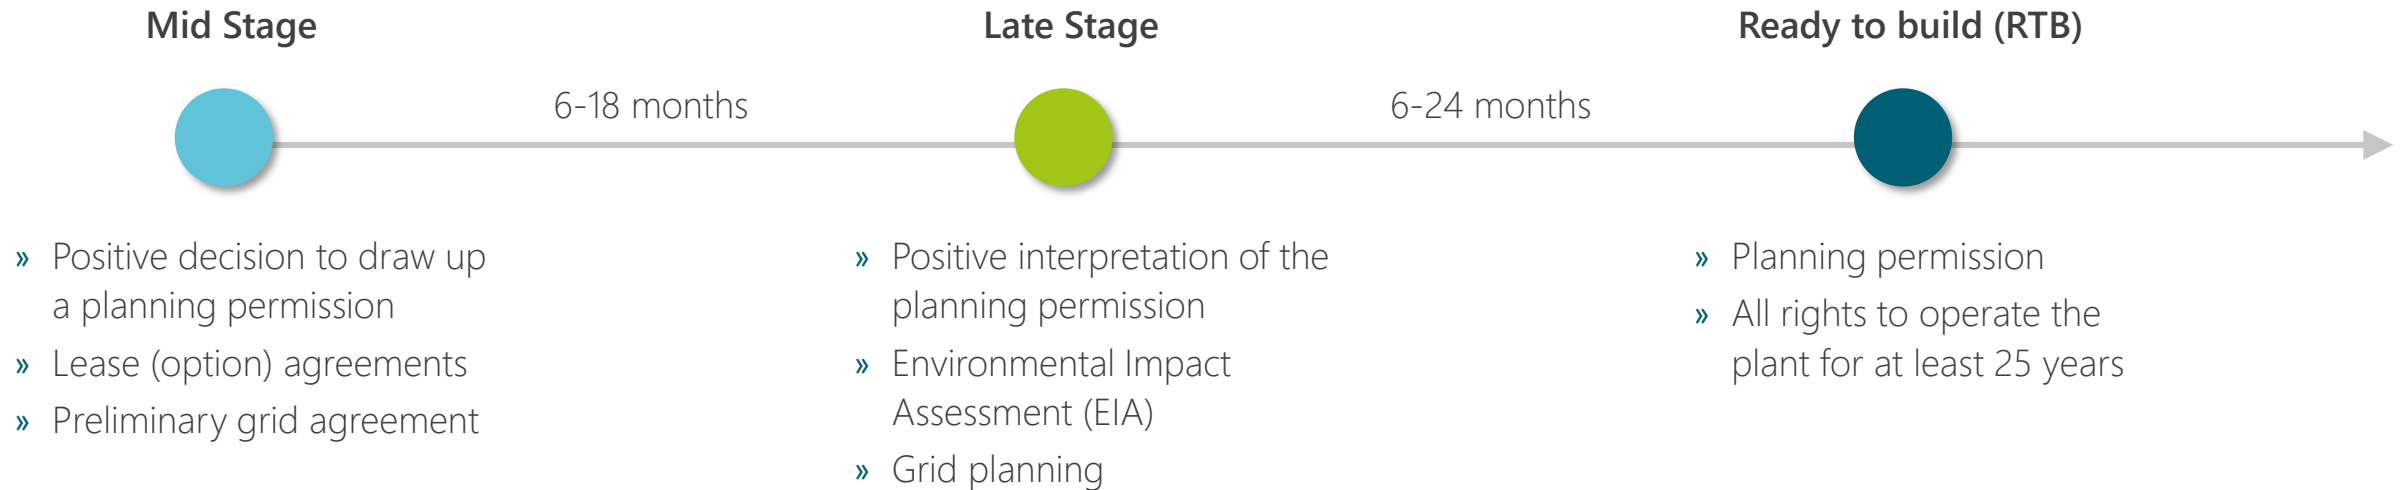 Mid Stage
Late Stage
Ready to build (RTB)
6-18 months
6-24 months
» Positive decision to draw up
a planning permission
» Lease (option) agreements
» Preliminary grid agreement
» Positive interpretation of the
planning permission
» Environmental Impact
Assessment (EIA)
» Grid planning
» Planning permission
» All rights to operate the
plant for at least 25 years